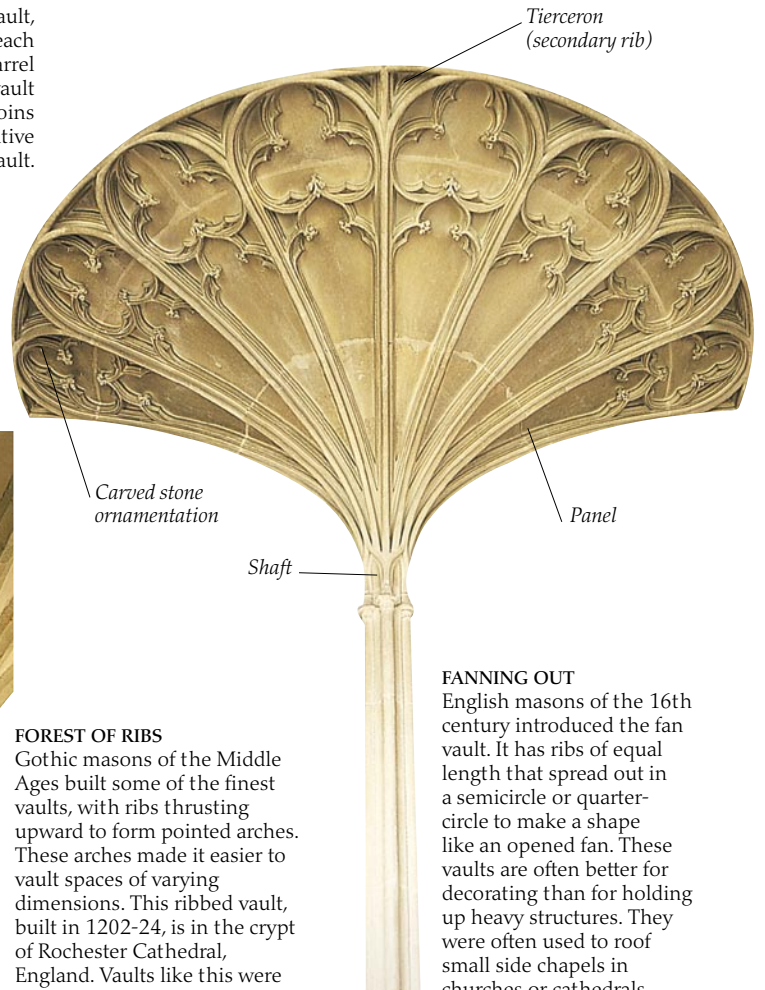 ault,
each
arrel
ault
oins
tive
ault.
Tierceron
(secondary rib)
Carved stone
ornamentation
Panel
Shaft
FOREST OF RIBS
Gothic masons of the Middle
Ages built some of the finest
vaults, with ribs thrusting
upward to form pointed arches.
These arches made it easier to
vault spaces of varying
dimensions. This ribbed vault,
built in 1202-24, is in the crypt
of Rochester Cathedral,
England. Vaults like this were
FANNING OUT
English masons of the 16th
century introduced the fan
vault. It has ribs of equal
length that spread out in
a semicircle or quarter-
circle to make a shape
like an opened fan. These
vaults are often better for
decorating than for holding
up heavy structures. They
were often used to roof
small side chapels in
churches or cathedrals